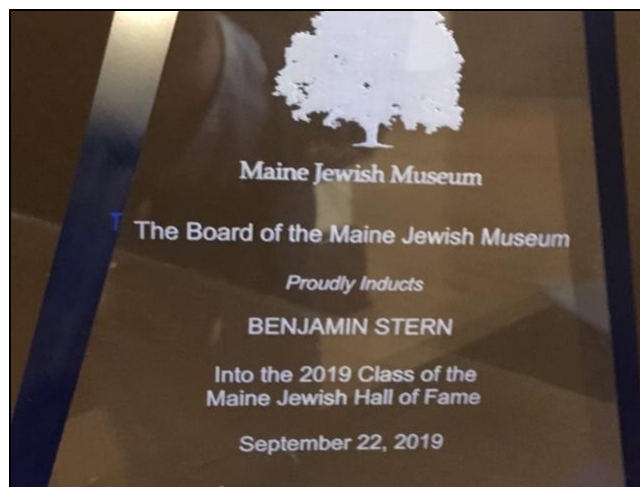 Maine Jewish Museum
The Board of the Maine Jewish Museum
Proudly Inducts
BENJAMIN STERN
Into the 2019 Class of the
Maine Jewish Hall of Fame
September 22, 2019